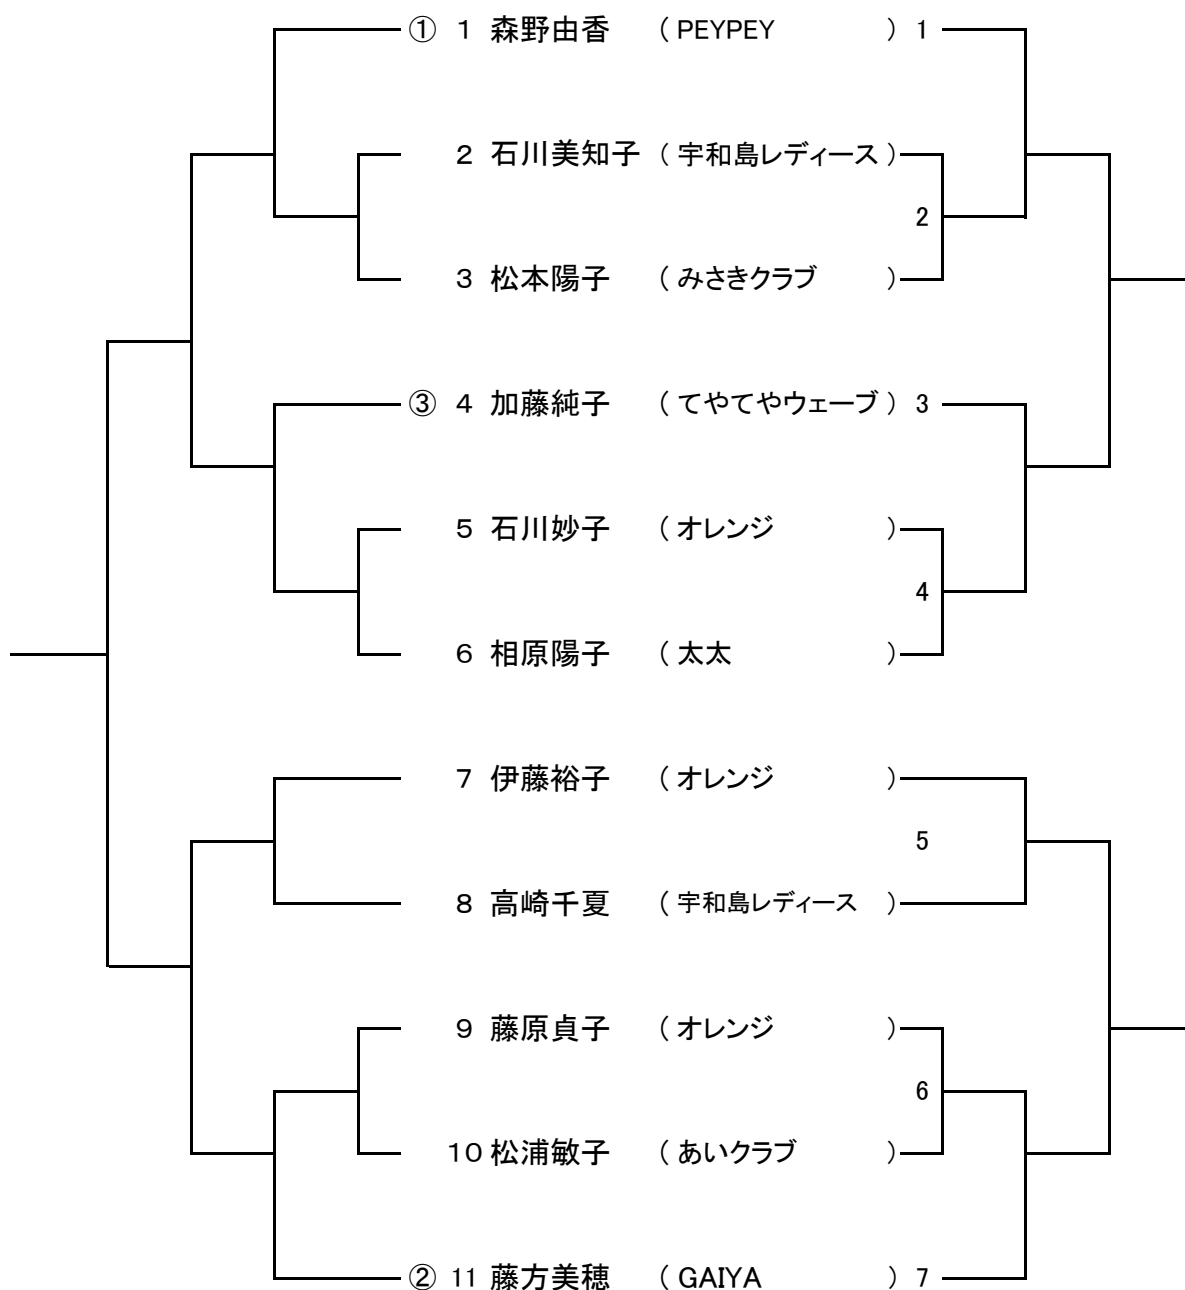 ① 1 森野由香 ( PEYPEY ) 1
2 石川美知子 ( 宇和島レディース )
2
3 松本陽子 ( みさきクラブ )
③ 4 加藤純子 ( てやてやウェーブ ) 3
5 石川妙子 ( オレンジ )
4
6 相原陽子 ( 太太 )
7 伊藤裕子 ( オレンジ )
5
8 高崎千夏 ( 宇和島レディース )
9 藤原貞子 ( オレンジ )
6
10 松浦敏子 ( あいクラブ )
② 11 藤方美穂 ( GAIYA ) 7